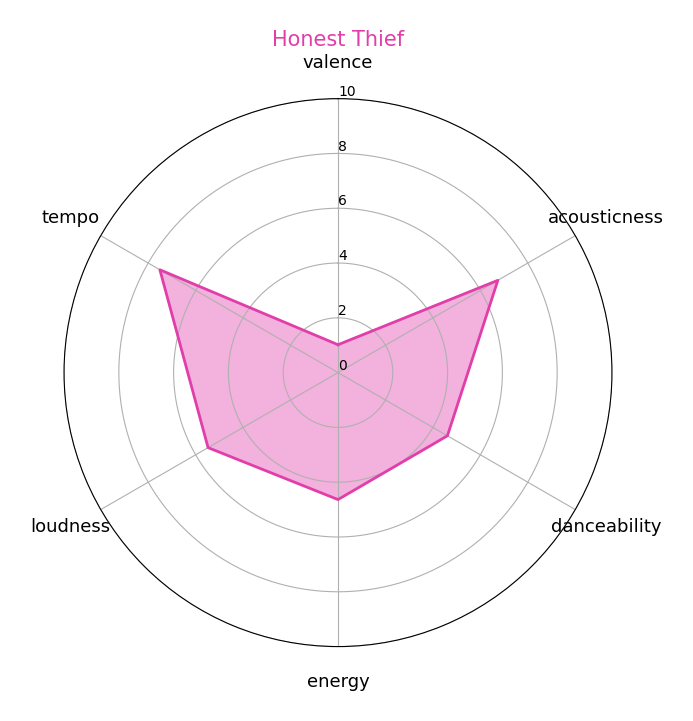 Honest Thief
valence
10
8
tempo
acousticness
6
4
2
0
loudness
danceability
energy